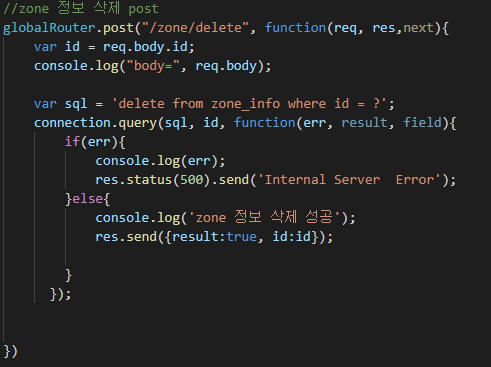 //zone 정보 삭제 post
globalRouter.post("/zone/delete", function(req, res,next){
    var id = req.body.id;
    console.log("body=", req.body);
    var sql = 'delete from zone_info where id = ?';
    connection.query(sql, id, function(err, result, field){
        if(err){
            console.log(err);
            res.status(500).send('Internal Server  Error');
        }else{
            console.log('zone 정보 삭제 성공');
            res.send({result:true, id:id});
        }
      });
})